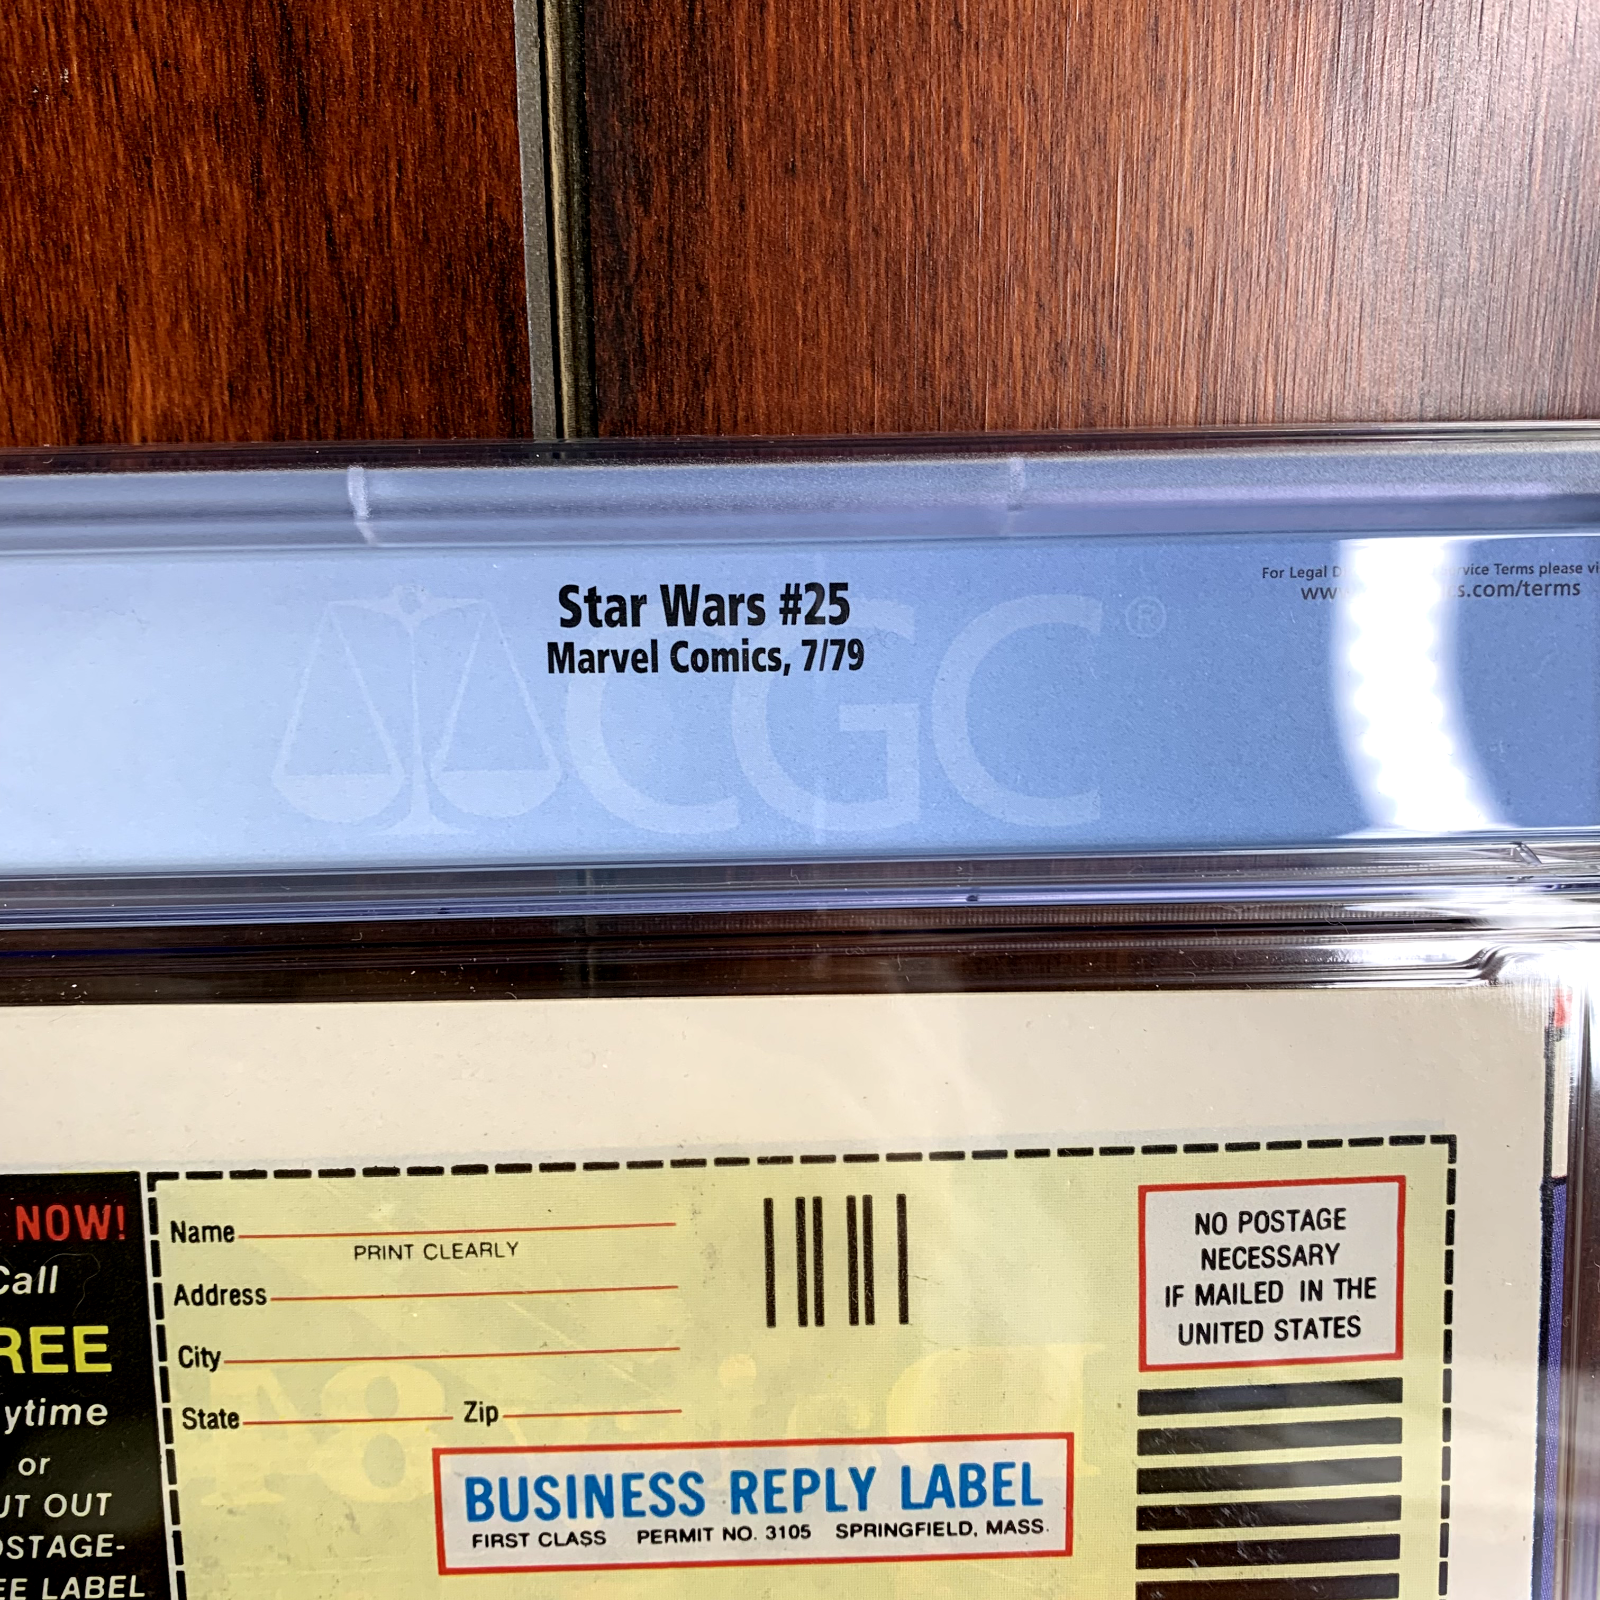 Star Wars #25
Marvel Comics, 7/79
CGC ®
For Legal Service Terms please
www.com/terms
NOW!
Call
REE
ytime
or
UT OUT
OSTAGE-
EE LABEL
Name
PRINT CLEARLY
Address
City
State Zip
NO POSTAGE
NECESSARY
IF MAILED IN THE
UNITED STATES
BUSINESS REPLY LABEL
FIRST CLASS PERMIT NO. 3105 SPRINGFIELD, MASS.